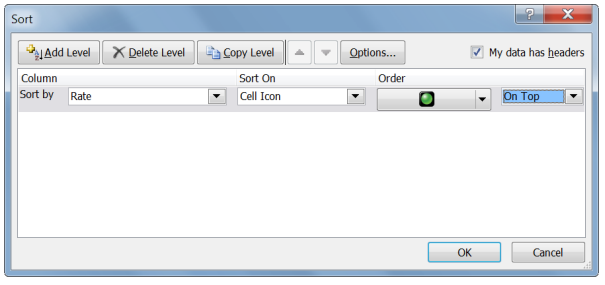 Sort
Add Level Delete Level Copy Level Options... My data has headers
Column Sort On Order
Sort by Rate Cell Icon On Top
OK Cancel